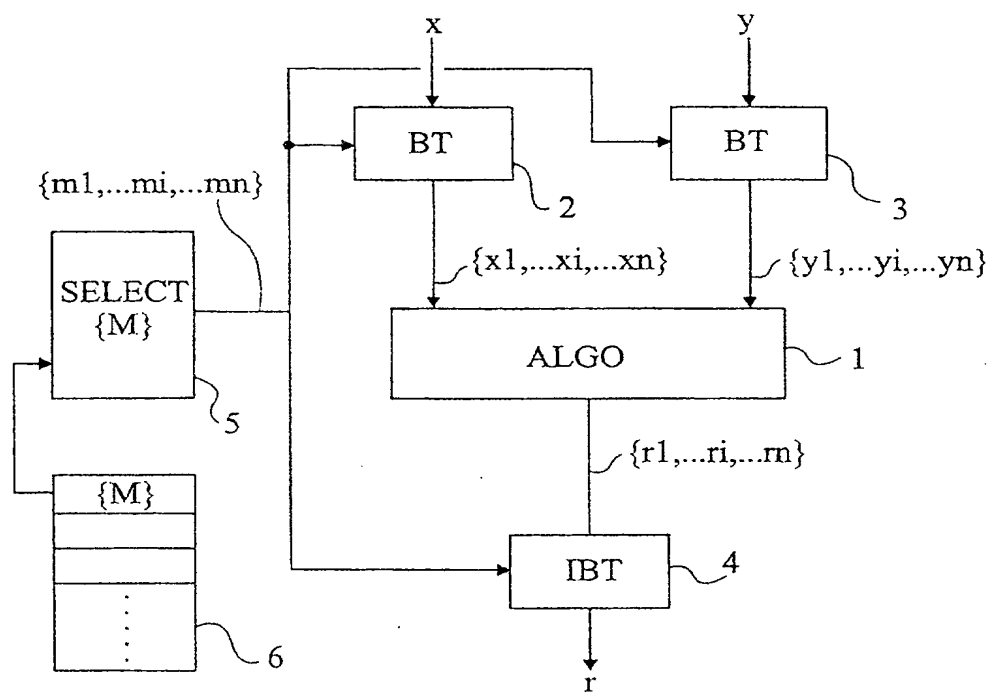 x
y
BT
BT
2
3
{m1,...mi,...mn}
{x1,...xi,...xn}
{y1,...yi,...yn}
SELECT
{M}
5
ALGO
1
{r1,...ri,...rn}
{M}
IBT
4
6
r